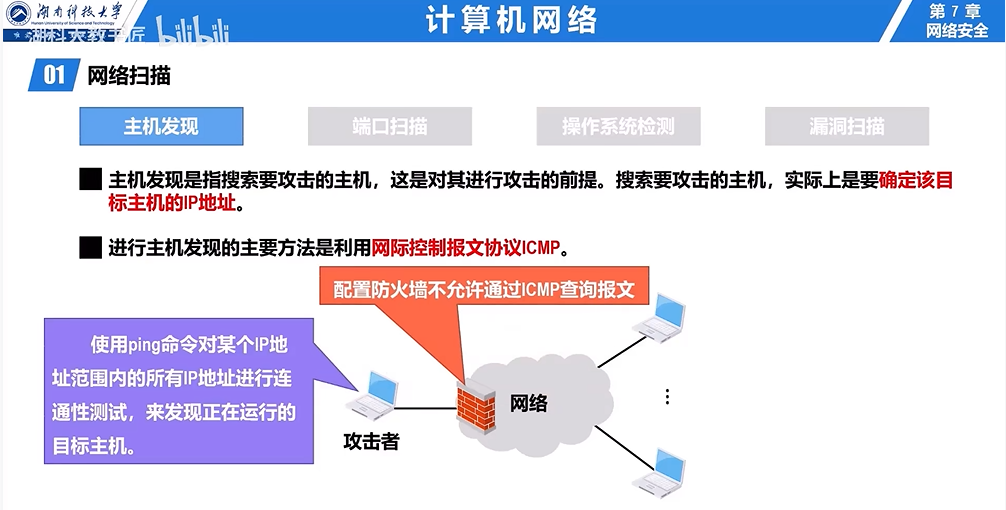 湖南科技大学
Hunan University of Science and Technology
湖科大教书匠
bilibili
计算机网络
第 7 章
网络安全
01
网络扫描
主机发现
端口扫描
操作系统检测
漏洞扫描
主机发现是指搜索要攻击的主机，这是对其进行攻击的前提。搜索要攻击的主机，实际上是要确定该目
标主机的IP地址。
进行主机发现的主要方法是利用网际控制报文协议ICMP。
配置防火墙不允许通过ICMP查询报文
使用ping命令对某个IP地
址范围内的所有IP地址进行连
通性测试，来发现正在运行的
目标主机。
网络
攻击者
⋮